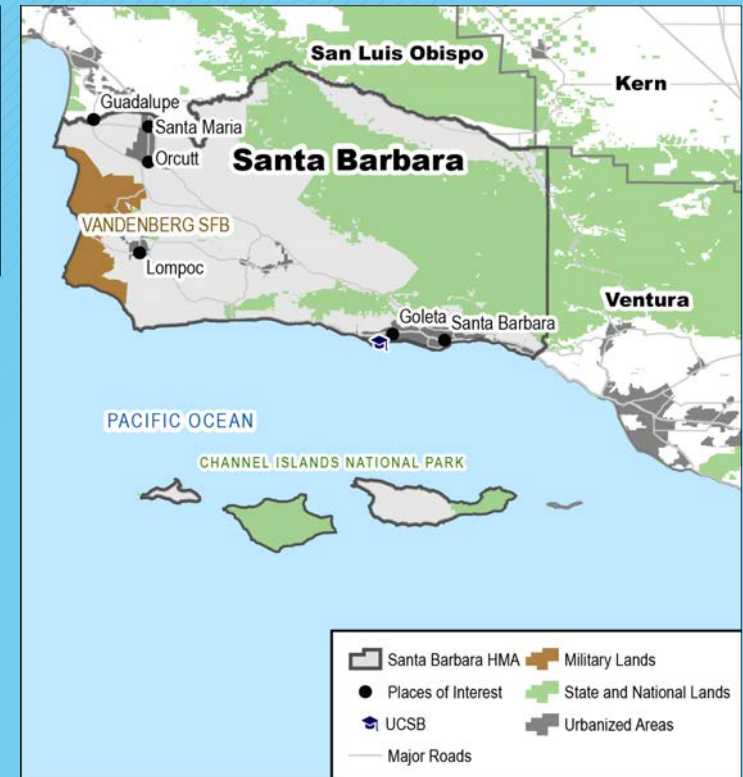 San Luis Obispo
Kern
Guadalupe
Santa Maria
Orcutt
Santa Barbara
VANDENBERG SFB
Lompoc
Ventura
Goleta
Santa Barbara
PACIFIC OCEAN
CHANNEL ISLANDS NATIONAL PARK
Santa Barbara HMA
Military Lands
Places of Interest
State and National Lands
UCSB
Urbanized Areas
Major Roads